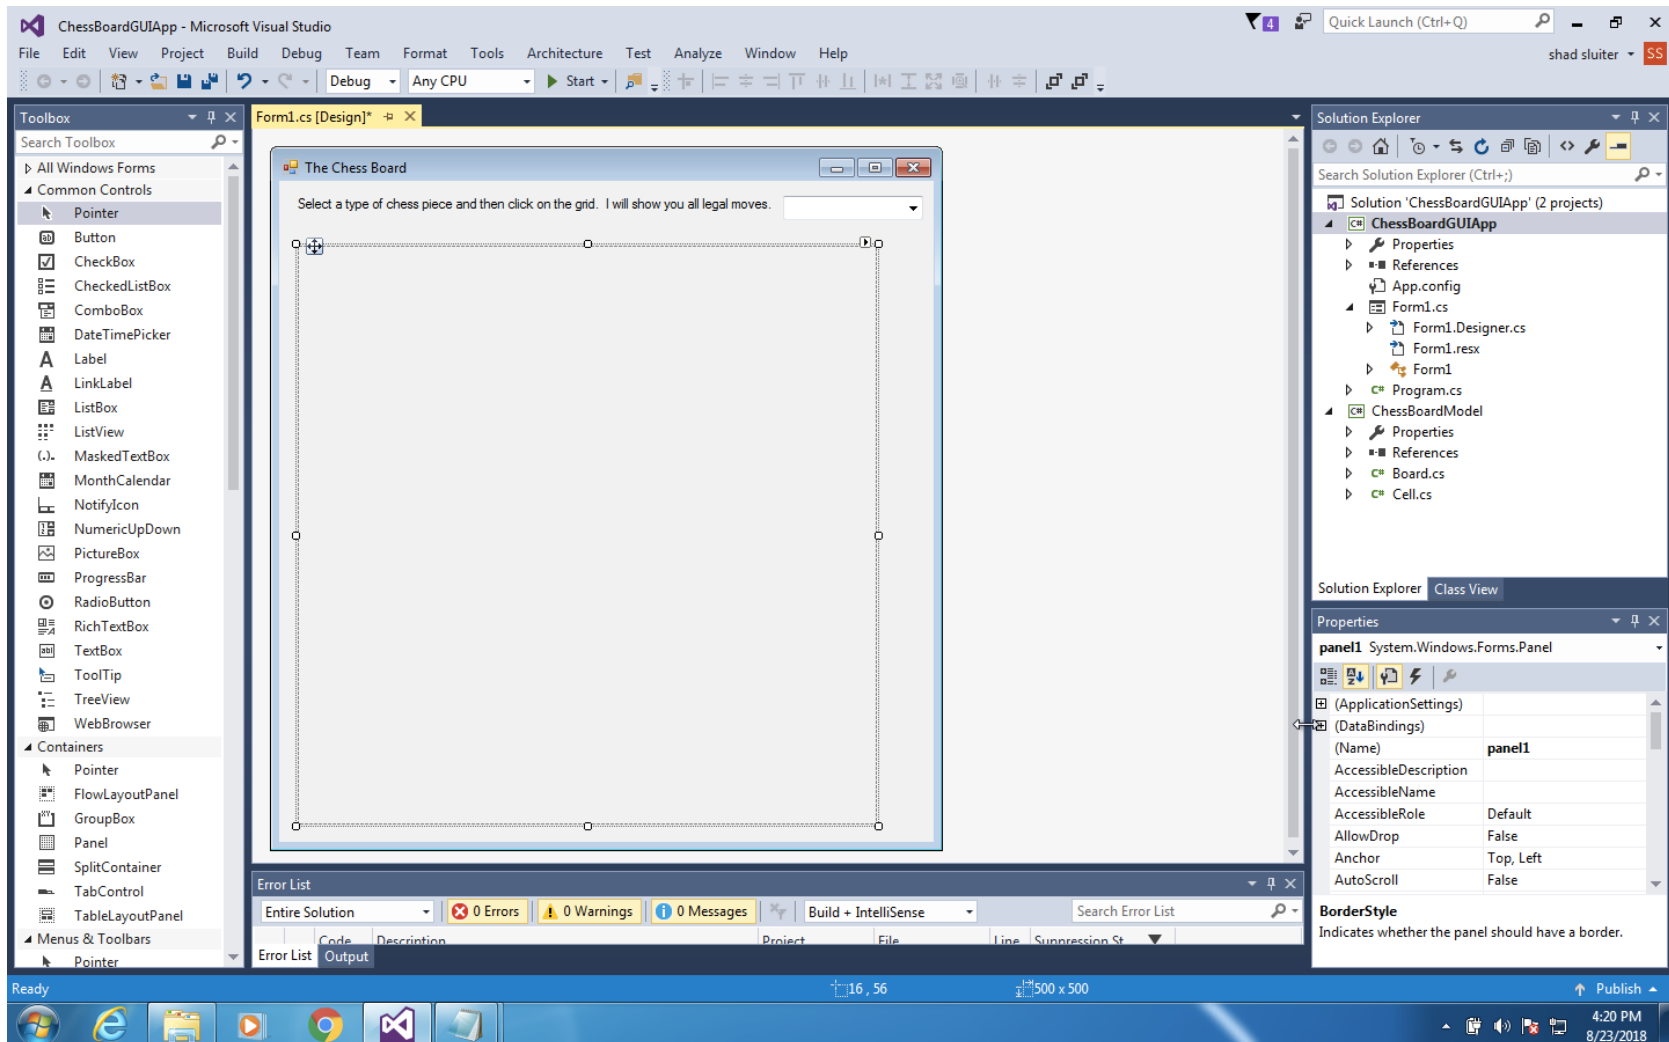 ChessBoardGUIApp - Microsoft Visual Studio
4
Quick Launch (Ctrl+Q)
File Edit View Project Build Debug Team Format Tools Architecture Test Analyze Window Help
shad sluiter SS
Debug Any CPU Start
Toolbox
Search Toolbox
All Windows Forms
Common Controls
Pointer
Button
CheckBox
CheckedListBox
ComboBox
DateTimePicker
Label
LinkLabel
ListBox
ListView
MaskedTextBox
MonthCalendar
NotifyIcon
NumericUpDown
PictureBox
ProgressBar
RadioButton
RichTextBox
TextBox
ToolTip
TreeView
WebBrowser
Containers
Pointer
FlowLayoutPanel
GroupBox
Panel
SplitContainer
TabControl
TableLayoutPanel
Menus & Toolbars
Pointer
Form1.cs [Design]*
The Chess Board
Select a type of chess piece and then click on the grid. I will show you all legal moves.
Error List
Entire Solution 0 Errors 0 Warnings 0 Messages Build + IntelliSense Search Error List
Code Description Project File Line Suppression St
Error List Output
Solution Explorer
Search Solution Explorer (Ctrl+;)
Solution 'ChessBoardGUIApp' (2 projects)
ChessBoardGUIApp
Properties
References
App.config
Form1.cs
Form1.Designer.cs
Form1.resx
Form1
Program.cs
ChessBoardModel
Properties
References
Board.cs
Cell.cs
Solution Explorer Class View
Properties
panel1 System.Windows.Forms.Panel
(ApplicationSettings)
(DataBindings)
(Name) panel1
AccessibleDescription
AccessibleName
AccessibleRole Default
AllowDrop False
Anchor Top, Left
AutoScroll False
BorderStyle
Indicates whether the panel should have a border.
Ready 16 , 56 500 x 500 Publish
4:20 PM
8/23/2018